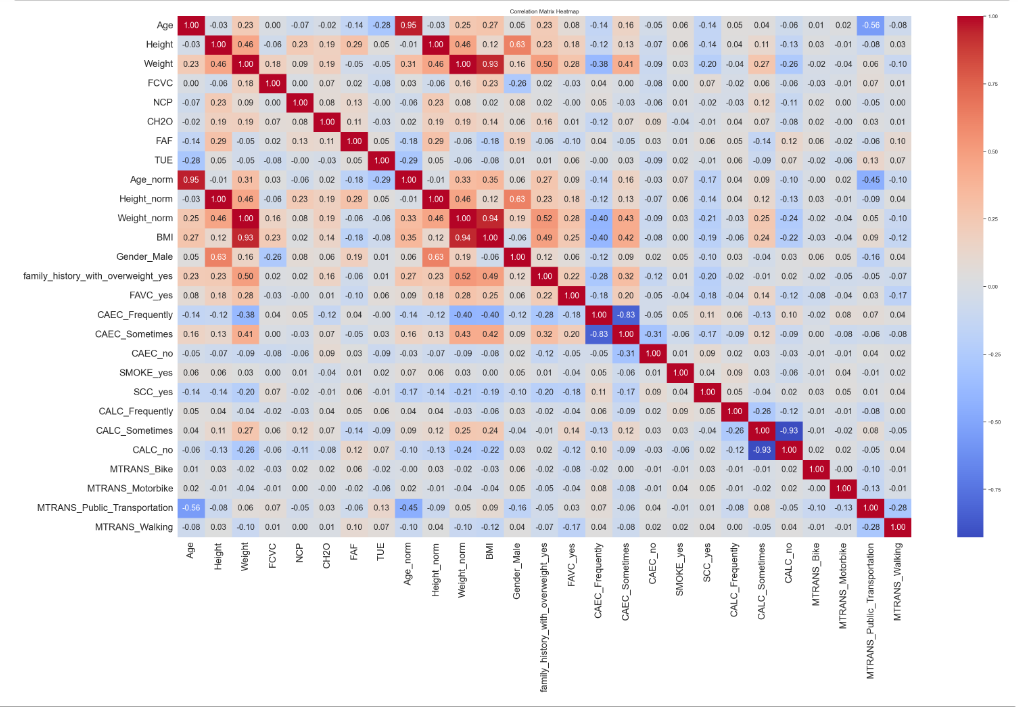 Correlation Matrix Heatmap
Age 1.00 -0.03 0.23 0.00 -0.07 -0.02 -0.14 -0.28 0.95 -0.03 0.25 0.27 0.05 0.23 0.08 -0.14 0.16 -0.05 0.06 -0.14 0.05 0.04 -0.06 0.01 0.02 -0.56 -0.08
Height -0.03 1.00 0.46 -0.06 0.23 0.19 0.29 0.05 -0.01 1.00 0.46 0.12 0.63 0.23 0.18 -0.12 0.13 -0.07 0.06 -0.14 0.04 0.11 -0.13 0.03 -0.01 -0.08 0.03
Weight 0.23 0.46 1.00 0.18 0.09 0.19 -0.05 -0.05 0.31 0.46 1.00 0.93 0.16 0.50 0.28 -0.38 0.41 -0.09 0.03 -0.20 -0.04 0.27 -0.26 -0.02 -0.04 0.06 -0.10
FCVC 0.00 -0.06 0.18 1.00 0.00 0.07 0.02 -0.08 0.03 -0.06 0.16 0.23 -0.26 0.02 -0.03 0.04 0.00 -0.06 0.00 0.07 -0.02 0.06 -0.06 -0.03 -0.02 0.07 0.01
NCP -0.07 0.23 0.09 0.00 1.00 0.08 0.13 -0.00 -0.06 0.23 0.08 0.02 0.08 0.02 -0.00 0.05 -0.03 -0.06 0.01 -0.02 -0.03 0.12 -0.11 0.02 -0.00 -0.05 0.00
CH2O -0.02 0.19 0.19 0.07 0.08 1.00 0.11 -0.03 -0.02 0.19 0.19 0.14 0.06 0.16 0.01 -0.12 0.07 0.09 -0.04 -0.01 0.04 0.07 -0.08 0.02 -0.00 0.03 0.01
FAF -0.14 0.29 -0.05 0.02 0.13 0.11 1.00 0.04 -0.18 0.29 -0.06 -0.18 0.19 -0.06 -0.10 0.04 -0.05 0.03 0.01 0.06 0.05 -0.14 0.12 0.06 -0.02 -0.06 0.10
TUE -0.28 0.05 -0.05 -0.08 -0.00 -0.03 0.04 1.00 -0.29 0.05 -0.06 -0.08 0.01 0.01 0.06 -0.00 0.03 -0.09 0.02 -0.01 0.06 -0.09 0.07 0.06 -0.02 0.13 0.07
Age_norm 0.95 -0.01 0.31 0.03 -0.06 -0.02 -0.18 -0.29 1.00 -0.01 0.33 0.35 0.06 0.27 0.09 -0.14 0.16 -0.03 0.07 -0.17 0.04 0.09 -0.10 -0.00 0.02 -0.45 -0.10
Height_norm -0.03 1.00 0.46 -0.06 0.23 0.19 0.29 0.05 -0.01 1.00 0.46 0.12 0.63 0.23 0.18 -0.12 0.13 -0.07 0.05 -0.14 0.04 0.12 -0.13 0.03 -0.01 -0.09 0.04
Weight_norm 0.25 0.46 1.00 0.16 0.08 0.19 -0.06 -0.06 0.33 0.46 1.00 0.94 0.19 0.52 0.28 -0.40 0.43 -0.09 0.03 -0.21 -0.03 0.25 -0.24 -0.02 -0.04 0.05 -0.10
BMI 0.27 0.12 0.93 0.23 0.02 0.14 -0.18 -0.08 0.35 0.12 0.94 1.00 -0.06 0.49 0.25 -0.40 0.42 -0.08 0.00 -0.19 -0.06 0.24 -0.22 -0.03 -0.04 0.09 -0.12
Gender_Male 0.05 0.63 0.16 -0.26 0.08 0.06 0.19 0.01 0.06 0.63 0.19 -0.06 1.00 0.12 0.06 -0.12 0.09 0.02 0.05 -0.10 0.03 -0.03 -0.04 0.03 0.05 -0.16 0.04
family_history_with_overweight_yes 0.23 0.23 0.50 0.02 0.02 0.16 -0.06 0.01 0.27 0.23 0.52 0.49 0.12 1.00 0.22 -0.28 0.32 -0.12 0.01 -0.20 -0.02 -0.01 0.02 -0.02 -0.05 -0.05 -0.07
FAVC_yes 0.08 0.18 0.28 -0.03 -0.00 0.01 -0.10 0.06 0.09 0.18 0.28 0.25 0.06 0.22 1.00 -0.18 0.20 -0.05 -0.04 -0.18 -0.04 0.14 -0.06 -0.08 -0.04 0.03 -0.17
CAEC_Frequently -0.14 -0.12 -0.38 0.04 0.05 -0.12 0.04 -0.00 -0.14 -0.12 -0.40 -0.40 -0.12 -0.28 -0.18 1.00 -0.83 -0.05 0.05 0.11 0.06 -0.13 0.10 -0.02 0.08 0.07 0.04
CAEC_Sometimes 0.16 0.13 0.41 0.00 -0.03 0.07 -0.05 0.03 0.16 0.13 0.43 0.42 0.09 0.32 0.20 -0.83 1.00 -0.31 -0.06 -0.17 -0.09 0.12 -0.09 0.00 -0.08 -0.06 -0.08
CAEC_no -0.05 -0.07 -0.09 -0.06 -0.06 0.09 0.03 -0.09 -0.03 -0.07 -0.09 -0.08 0.02 -0.12 -0.05 -0.05 -0.31 1.00 0.01 0.09 0.02 0.03 -0.03 -0.01 -0.01 0.04 0.02
SMOKE_yes 0.06 0.06 0.03 0.00 0.01 -0.04 0.01 0.02 0.07 0.06 0.03 0.00 0.05 0.01 -0.04 0.05 -0.06 0.01 1.00 0.04 0.09 -0.04 0.01 0.03 0.04 -0.01 0.02
SCC_yes -0.14 -0.14 -0.20 0.07 -0.02 -0.01 0.06 -0.01 -0.17 -0.14 -0.21 -0.19 -0.10 -0.20 -0.18 0.11 -0.17 0.09 0.04 1.00 0.05 -0.04 0.02 0.03 -0.02 0.01 0.04
CALC_Frequently 0.05 0.04 -0.04 -0.02 -0.03 0.04 0.05 0.06 0.04 0.04 -0.03 -0.06 0.03 -0.02 -0.04 0.06 -0.09 0.02 0.09 0.05 1.00 -0.26 -0.12 -0.01 -0.01 -0.08 0.00
CALC_Sometimes 0.04 0.11 0.27 0.06 0.12 0.07 -0.14 -0.09 0.09 0.12 0.25 0.24 -0.03 -0.01 0.14 -0.13 0.12 0.03 -0.04 -0.04 -0.26 1.00 -0.93 -0.01 -0.02 0.08 -0.05
CALC_no -0.06 -0.13 -0.26 -0.06 -0.11 -0.08 0.12 0.07 -0.10 -0.13 -0.24 -0.22 -0.04 0.02 -0.06 0.10 -0.09 -0.03 0.01 0.02 -0.12 -0.93 1.00 0.02 0.02 -0.05 0.04
MTRANS_Bike 0.01 0.03 -0.02 -0.03 0.02 0.02 0.06 0.06 -0.00 0.03 -0.02 -0.03 0.03 -0.02 -0.08 -0.02 0.00 -0.01 0.03 0.03 -0.01 -0.01 0.02 1.00 -0.00 -0.10 -0.01
MTRANS_Motorbike 0.02 -0.01 -0.04 -0.02 -0.00 -0.00 -0.02 -0.02 0.02 -0.01 -0.04 -0.04 0.05 -0.05 -0.04 0.08 -0.08 -0.01 0.04 -0.02 -0.01 -0.02 0.02 -0.00 1.00 -0.13 -0.01
MTRANS_Public_Transportation -0.56 -0.08 0.06 0.07 -0.05 0.03 -0.06 0.13 -0.45 -0.09 0.05 0.09 -0.16 -0.05 0.03 0.07 -0.06 0.04 -0.01 0.01 -0.08 0.08 -0.05 -0.10 -0.13 1.00 -0.28
MTRANS_Walking -0.08 0.03 -0.10 0.01 0.00 0.01 0.10 0.07 -0.10 0.04 -0.10 -0.12 0.04 -0.07 -0.17 0.04 -0.08 0.02 0.02 0.04 0.00 -0.05 0.04 -0.01 -0.01 -0.28 1.00
Age Height Weight FCVC NCP CH2O FAF TUE Age_norm Height_norm Weight_norm BMI Gender_Male family_history_with_overweight_yes FAVC_yes CAEC_Frequently CAEC_Sometimes CAEC_no SMOKE_yes SCC_yes CALC_Frequently CALC_Sometimes CALC_no MTRANS_Bike MTRANS_Motorbike MTRANS_Public_Transportation MTRANS_Walking
1.00
0.75
0.50
0.25
0.00
-0.25
-0.50
-0.75